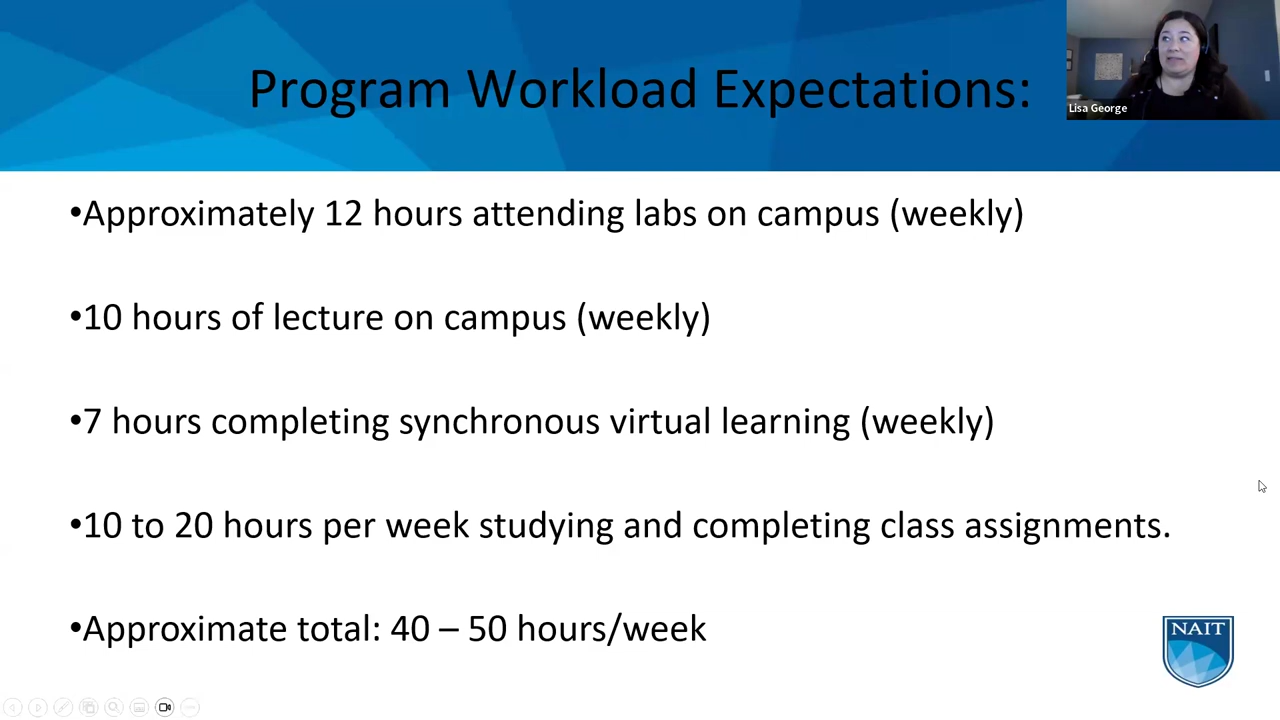 Program Workload Expectations:
Lisa George
•Approximately 12 hours attending labs on campus (weekly)
•10 hours of lecture on campus (weekly)
•7 hours completing synchronous virtual learning (weekly)
•10 to 20 hours per week studying and completing class assignments.
•Approximate total: 40 – 50 hours/week
NAIT